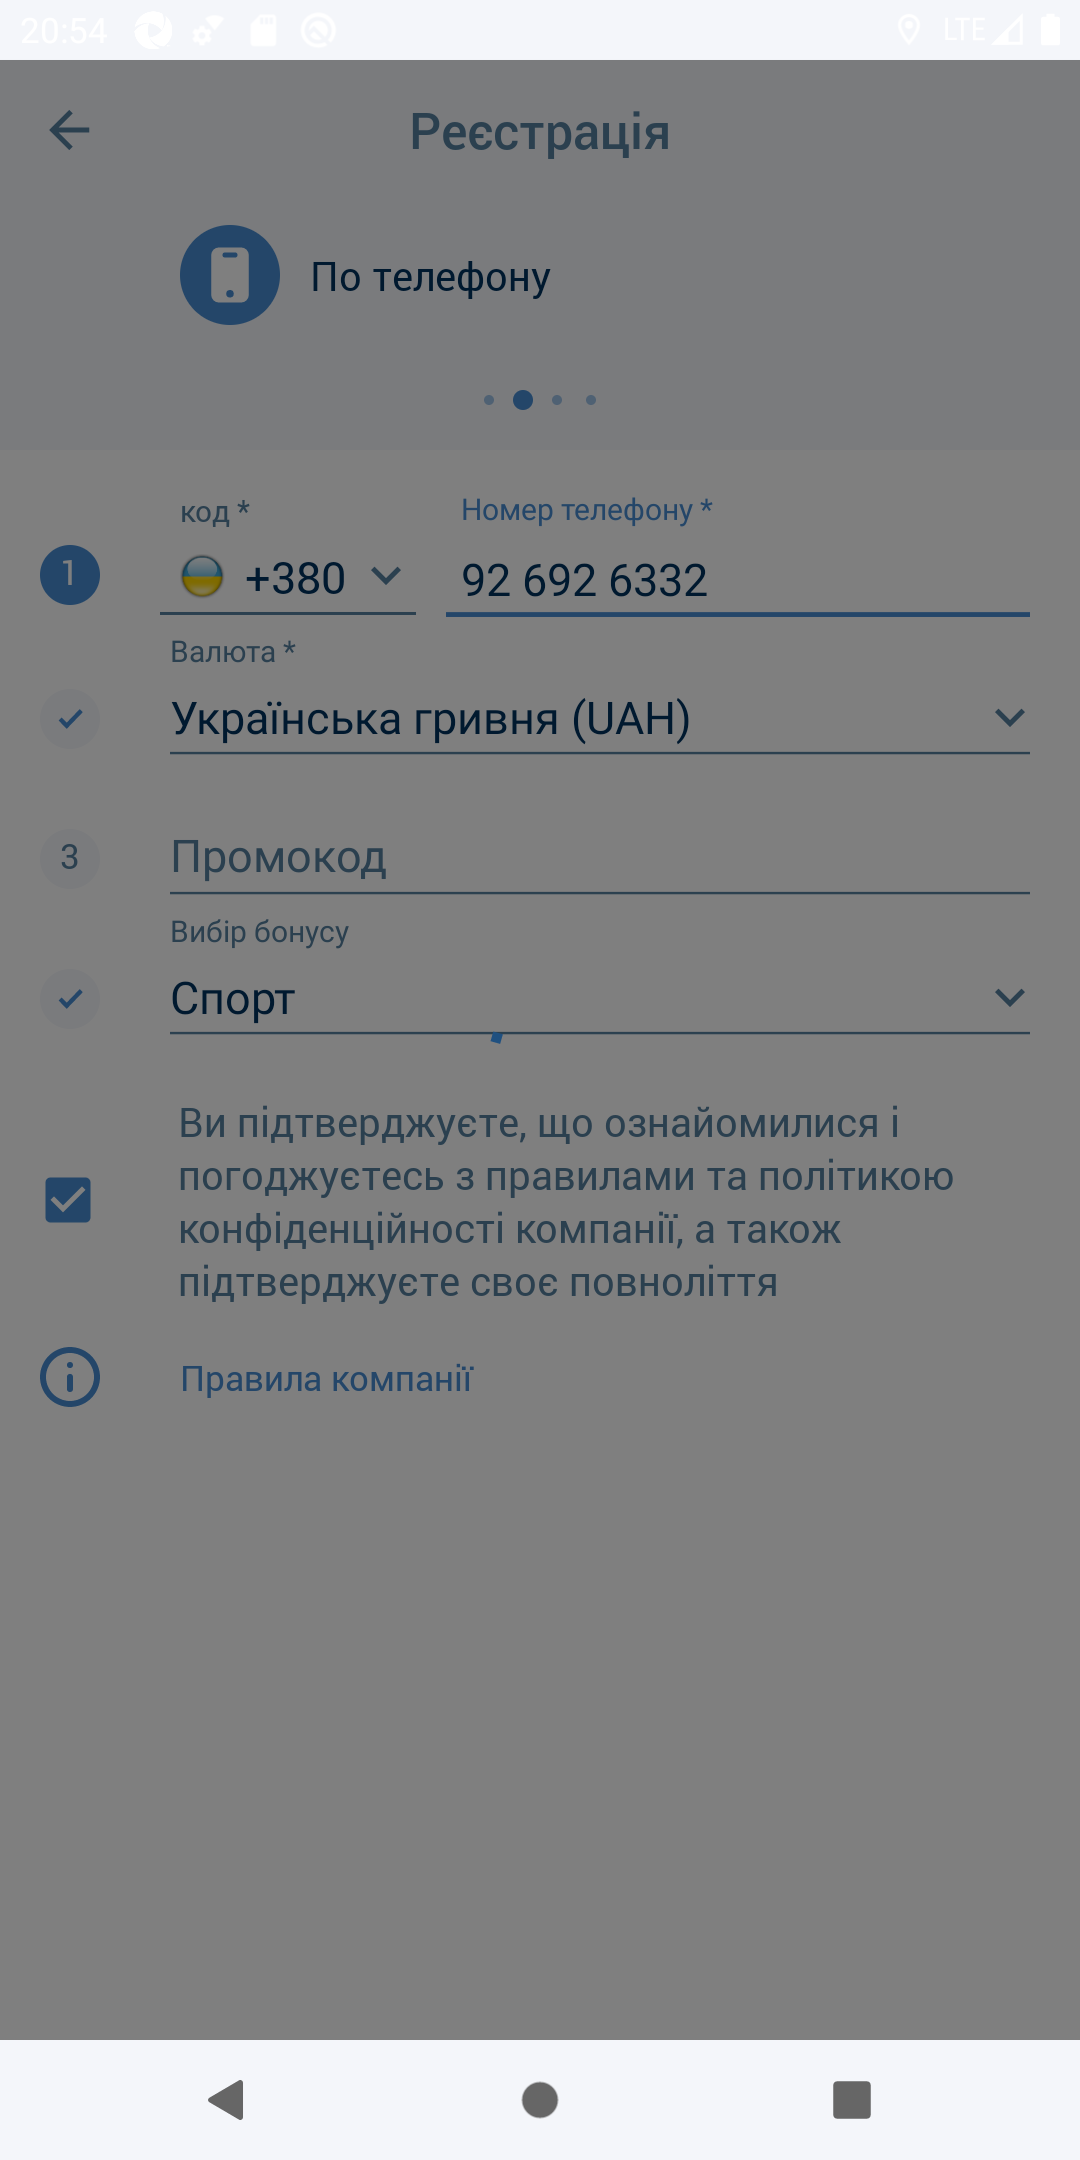 20:54
LTE
Реєстрація
По телефону
код *
Номер телефону *
1
+380
92 692 6332
Валюта *
Українська гривня (UAH)
3
Промокод
Вибір бонусу
Спорт
Ви підтверджуєте, що ознайомилися і
погоджуєтесь з правилами та політикою
конфіденційності компанії, а також
підтверджуєте своє повноліття
Правила компанії